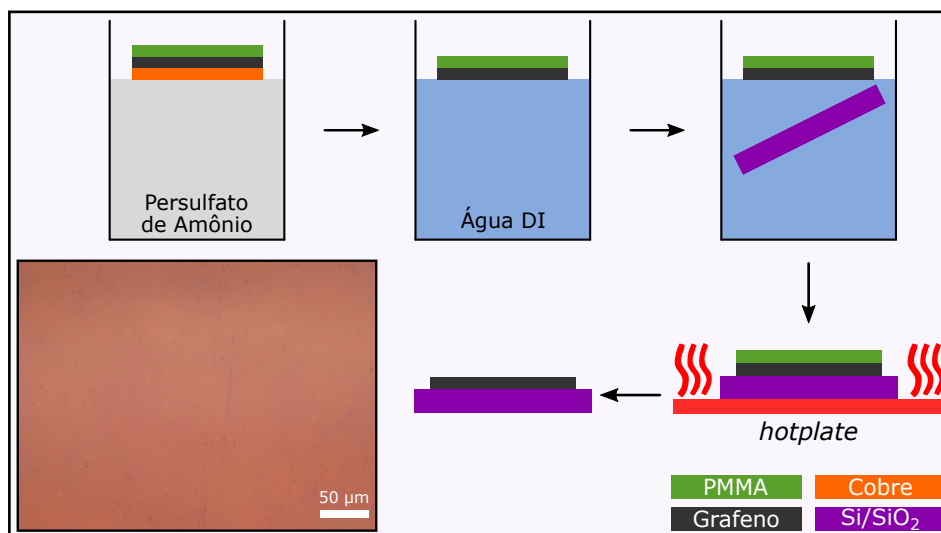 Persulfato
de Amônio
Água DI
50 µm
hotplate
PMMA
Cobre
Grafeno
Si/SiO₂